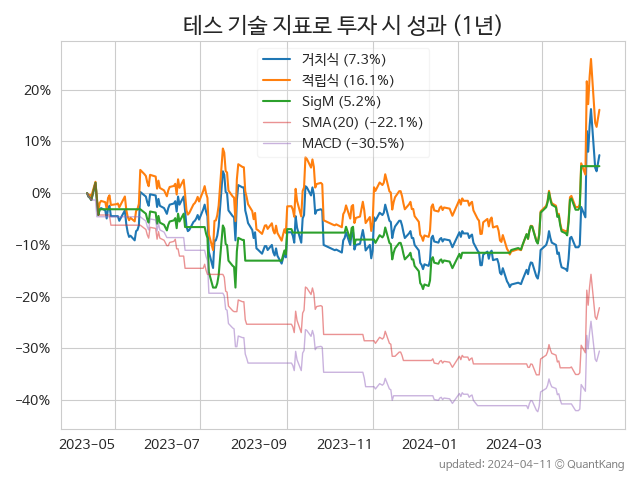 테스 기술 지표로 투자 시 성과 (1년)
거치식 (7.3%)
적립식 (16.1%)
SigM (5.2%)
SMA(20) (−22.1%)
MACD (−30.5%)
20%
10%
0%
−10%
−20%
−30%
−40%
2023-05 2023-07 2023-09 2023-11 2024-01 2024-03
updated: 2024-04-11 © QuantKang